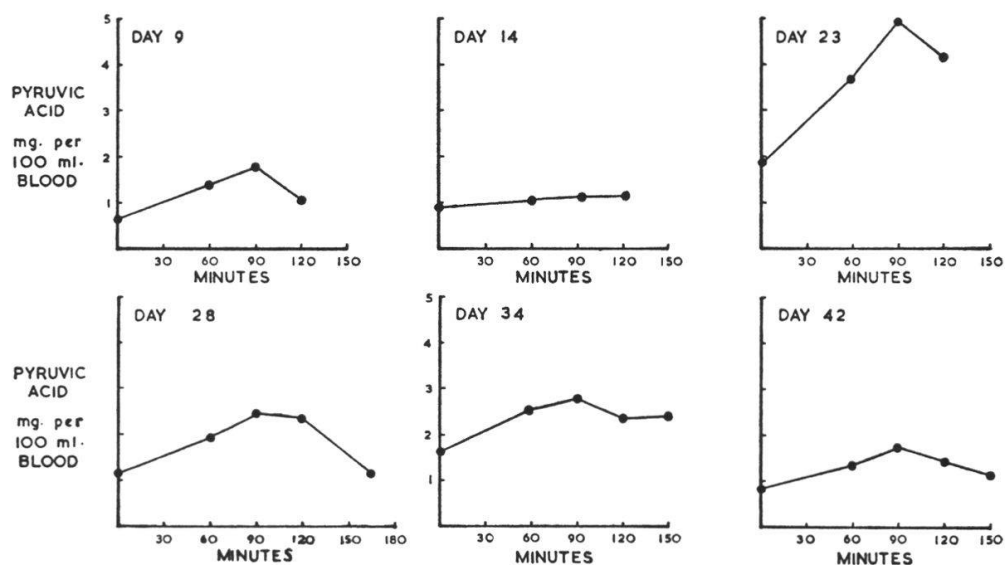 DAY 9
5
4
3
2
1
PYRUVIC
ACID
mg. per
100 ml.
BLOOD
30 60 90 120 150
MINUTES
DAY 14
30 60 90 120 150
MINUTES
DAY 23
30 60 90 120 150
MINUTES
DAY 28
PYRUVIC
ACID
mg. per
100 ml.
BLOOD
30 60 90 120 150 180
MINUTES
DAY 34
5
4
3
2
1
30 60 90 120 150
MINUTES
DAY 42
30 60 90 120 150
MINUTES